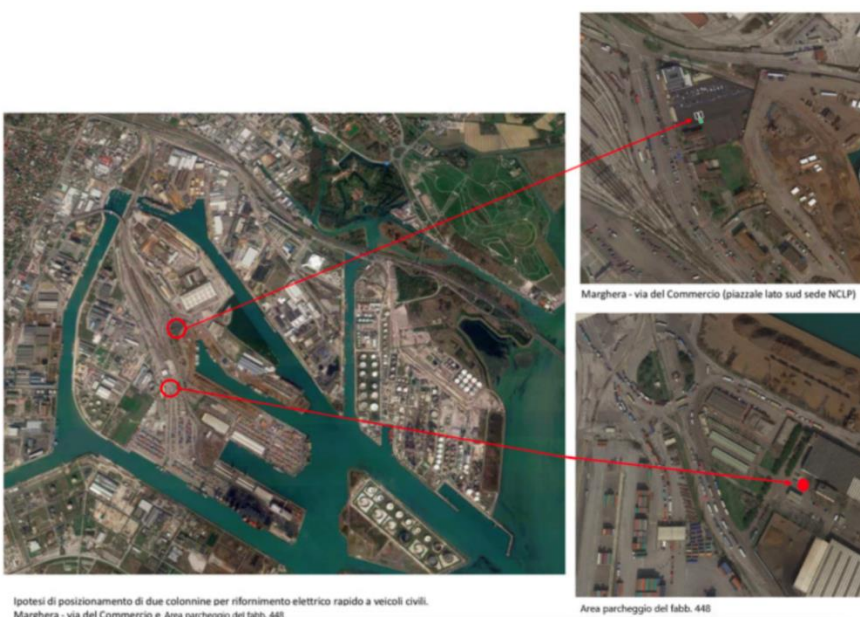 Marghera - via del Commercio (piazzale lato sud sede NCLP)
Area parcheggio del fabb. 448
Ipotesi di posizionamento di due colonnine per rifornimento elettrico rapido a veicoli civili.
Marghera - via del Commercio e Area parcheggio del fabb. 448